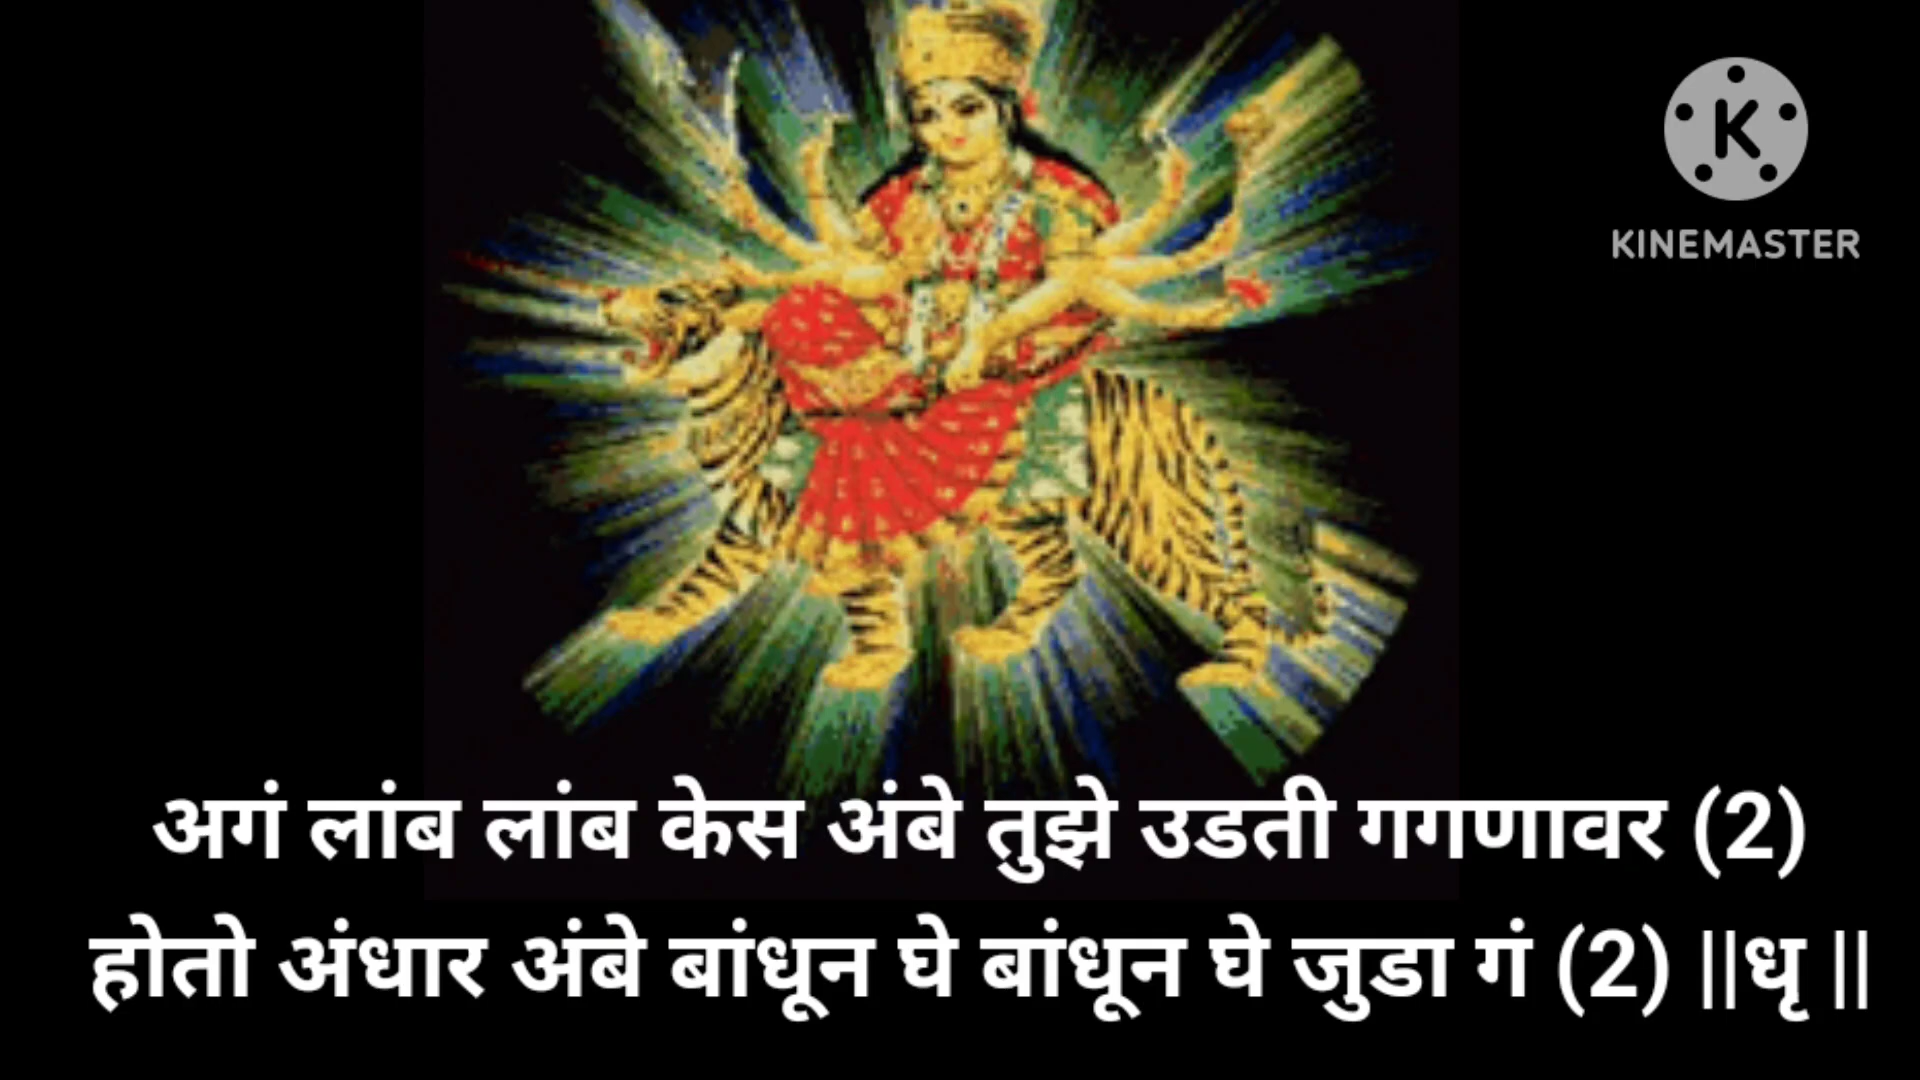 K
KINEMASTER
अगं लांब लांब केस अंबे तुझे उडती गगणावर (2)
होतो अंधार अंबे बांधून घे बांधून घे जुडा गं (2) ||धृ ||